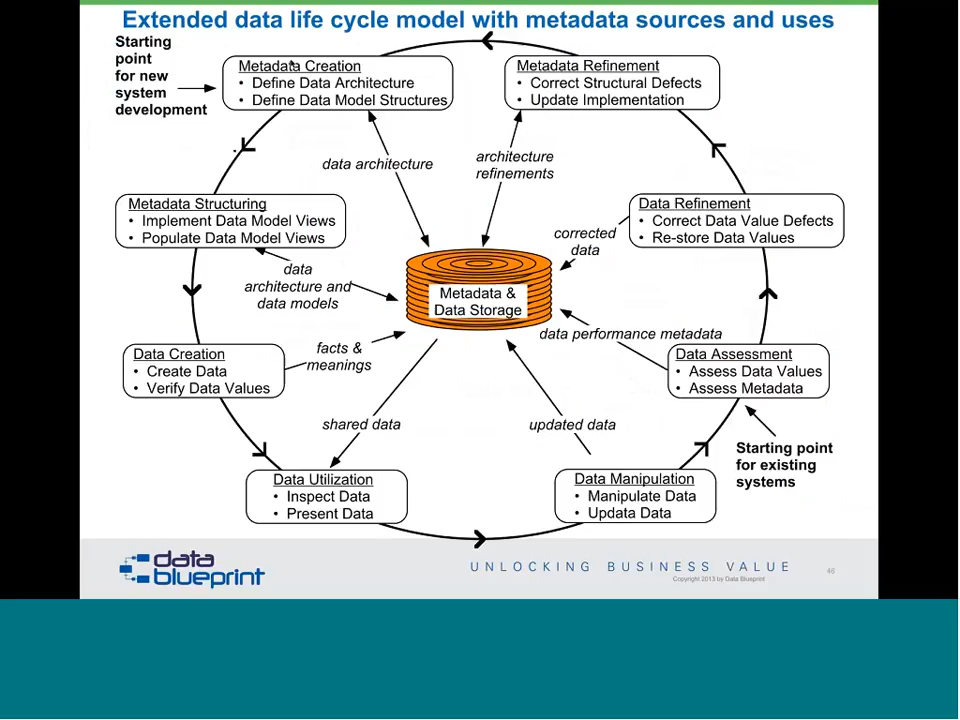 Extended data life cycle model with metadata sources and uses
Starting
point
for new
system
development
Metadata Creation
• Define Data Architecture
• Define Data Model Structures
Metadata Refinement
• Correct Structural Defects
• Update Implementation
data architecture
architecture
refinements
Metadata Structuring
• Implement Data Model Views
• Populate Data Model Views
Data Refinement
• Correct Data Value Defects
• Re-store Data Values
corrected
data
data
architecture and
data models
Metadata &
Data Storage
data performance metadata
Data Creation
• Create Data
• Verify Data Values
facts &
meanings
Data Assessment
• Assess Data Values
• Assess Metadata
shared data
updated data
Starting point
for existing
systems
Data Utilization
• Inspect Data
• Present Data
Data Manipulation
• Manipulate Data
• Updata Data
data
blueprint
UNLOCKING BUSINESS VALUE
Copyright 2013 by Data Blueprint
46